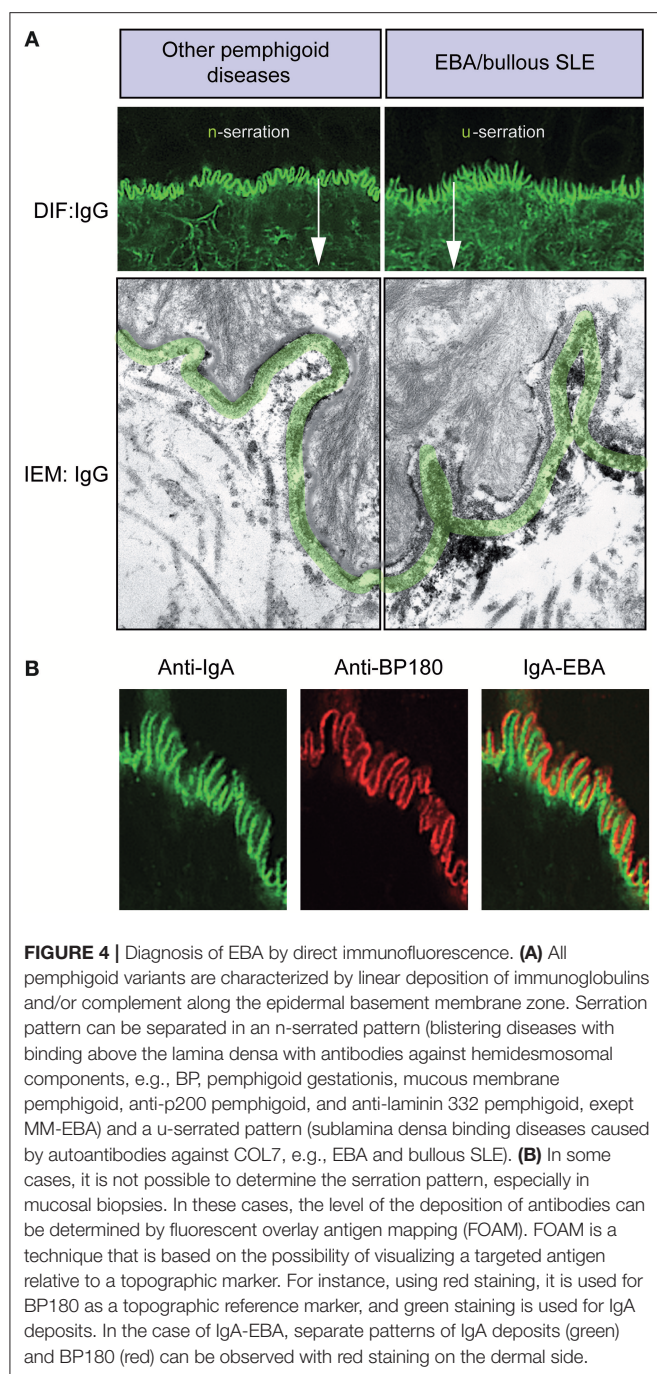 A
Other pemphigoid
diseases
EBA/bullous SLE
n-serration
u-serration
DIF:IgG
IEM: IgG
B
Anti-IgA
Anti-BP180
IgA-EBA
FIGURE 4 | Diagnosis of EBA by direct immunofluorescence. (A) All
pemphigoid variants are characterized by linear deposition of immunoglobulins
and/or complement along the epidermal basement membrane zone. Serration
pattern can be separated in an n-serrated pattern (blistering diseases with
binding above the lamina densa with antibodies against hemidesmosomal
components, e.g., BP, pemphigoid gestationis, mucous membrane
pemphigoid, anti-p200 pemphigoid, and anti-laminin 332 pemphigoid, exept
MM-EBA) and a u-serrated pattern (sublamina densa binding diseases caused
by autoantibodies against COL7, e.g., EBA and bullous SLE). (B) In some
cases, it is not possible to determine the serration pattern, especially in
mucosal biopsies. In these cases, the level of the deposition of antibodies can
be determined by fluorescent overlay antigen mapping (FOAM). FOAM is a
technique that is based on the possibility of visualizing a targeted antigen
relative to a topographic marker. For instance, using red staining, it is used for
BP180 as a topographic reference marker, and green staining is used for IgA
deposits. In the case of IgA-EBA, separate patterns of IgA deposits (green)
and BP180 (red) can be observed with red staining on the dermal side.